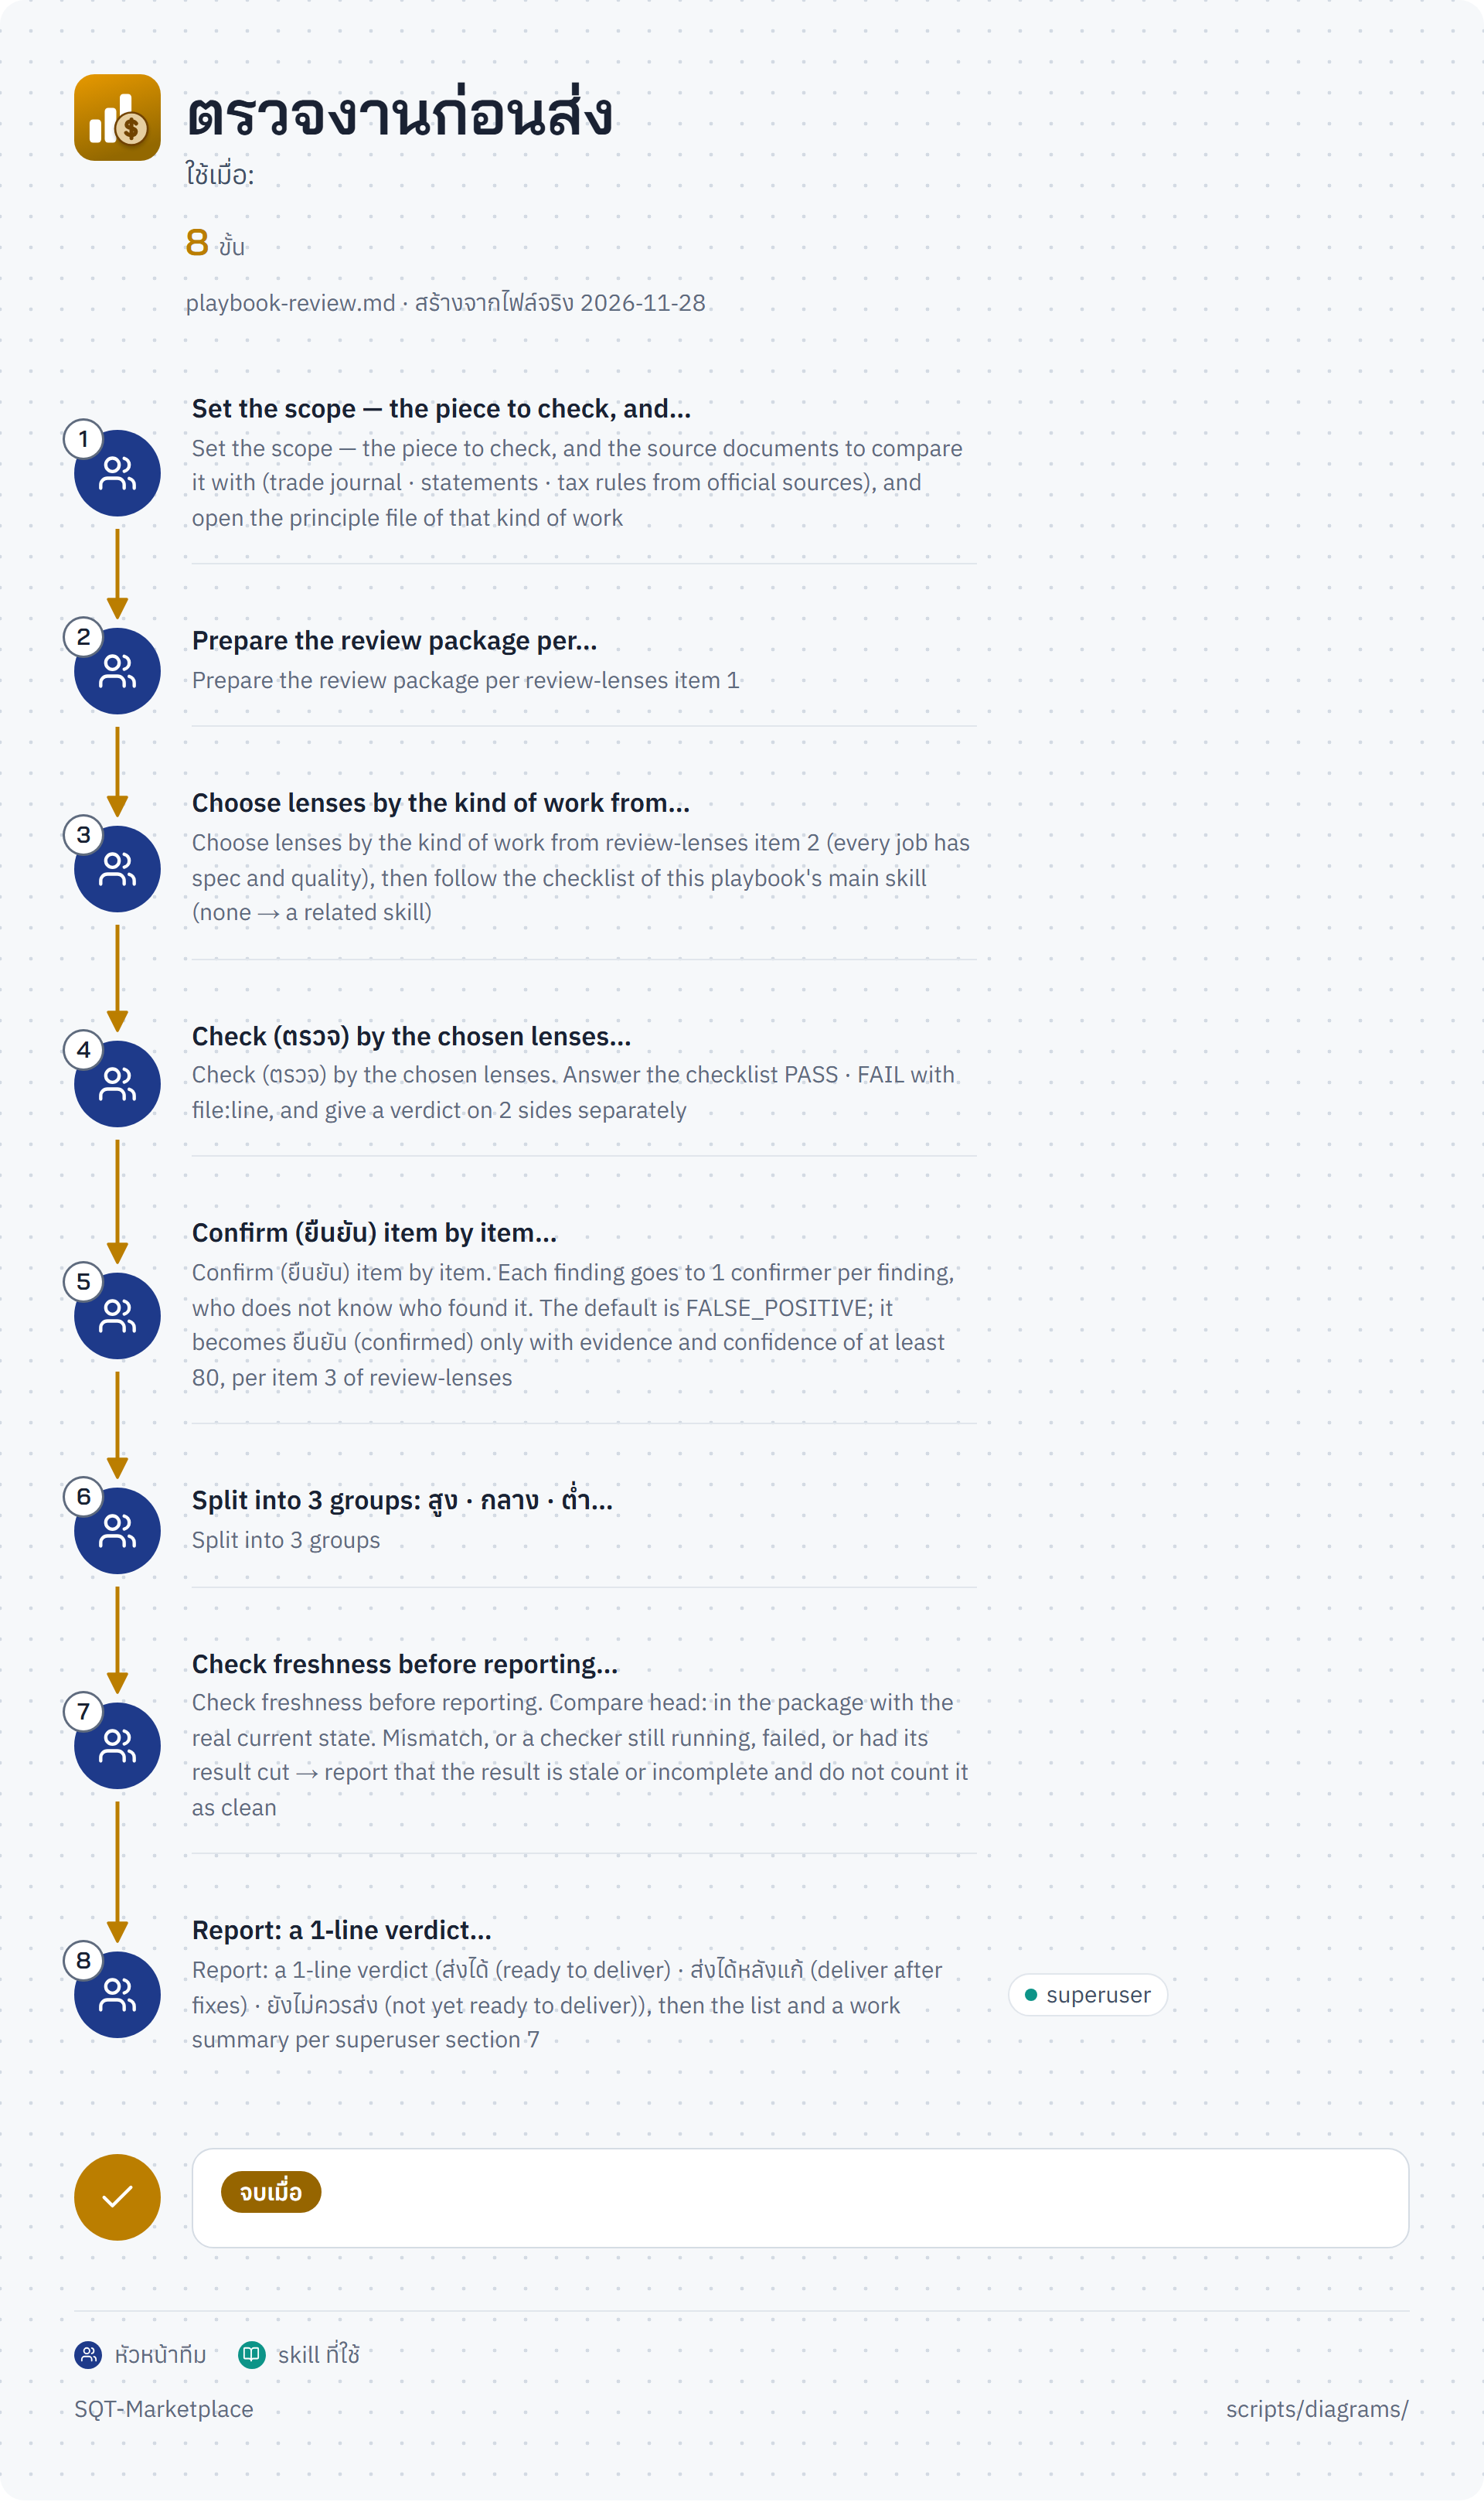 $
ตรวจงานก่อนส่ง
ใช้เมื่อ:
8 ขั้น
playbook-review.md · สร้างจากไฟล์จริง 2026-11-28
1
Set the scope — the piece to check, and…
Set the scope — the piece to check, and the source documents to compare
it with (trade journal · statements · tax rules from official sources), and
open the principle file of that kind of work
2
Prepare the review package per…
Prepare the review package per review-lenses item 1
3
Choose lenses by the kind of work from…
Choose lenses by the kind of work from review-lenses item 2 (every job has
spec and quality), then follow the checklist of this playbook's main skill
(none → a related skill)
4
Check (ตรวจ) by the chosen lenses…
Check (ตรวจ) by the chosen lenses. Answer the checklist PASS · FAIL with
file:line, and give a verdict on 2 sides separately
5
Confirm (ยืนยัน) item by item…
Confirm (ยืนยัน) item by item. Each finding goes to 1 confirmer per finding,
who does not know who found it. The default is FALSE_POSITIVE; it
becomes ยืนยัน (confirmed) only with evidence and confidence of at least
80, per item 3 of review-lenses
6
Split into 3 groups: สูง · กลาง · ต่ำ…
Split into 3 groups
7
Check freshness before reporting…
Check freshness before reporting. Compare head: in the package with the
real current state. Mismatch, or a checker still running, failed, or had its
result cut → report that the result is stale or incomplete and do not count it
as clean
8
Report: a 1-line verdict…
Report: a 1-line verdict (ส่งได้ (ready to deliver) · ส่งได้หลังแก้ (deliver after
fixes) · ยังไม่ควรส่ง (not yet ready to deliver)), then the list and a work
summary per superuser section 7
superuser
จบเมื่อ
หัวหน้าทีม
skill ที่ใช้
SQT-Marketplace
scripts/diagrams/